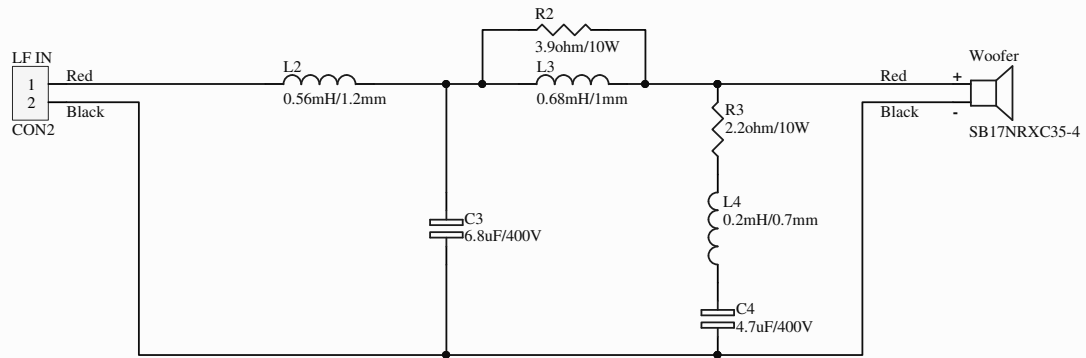 R2
3.9ohm/10W
LF IN
1
2
CON2
Red
Black
L2
0.56mH/1.2mm
L3
0.68mH/1mm
C3
6.8uF/400V
R3
2.2ohm/10W
L4
0.2mH/0.7mm
C4
4.7uF/400V
Red
Black
Woofer
+
-
SB17NRXC35-4